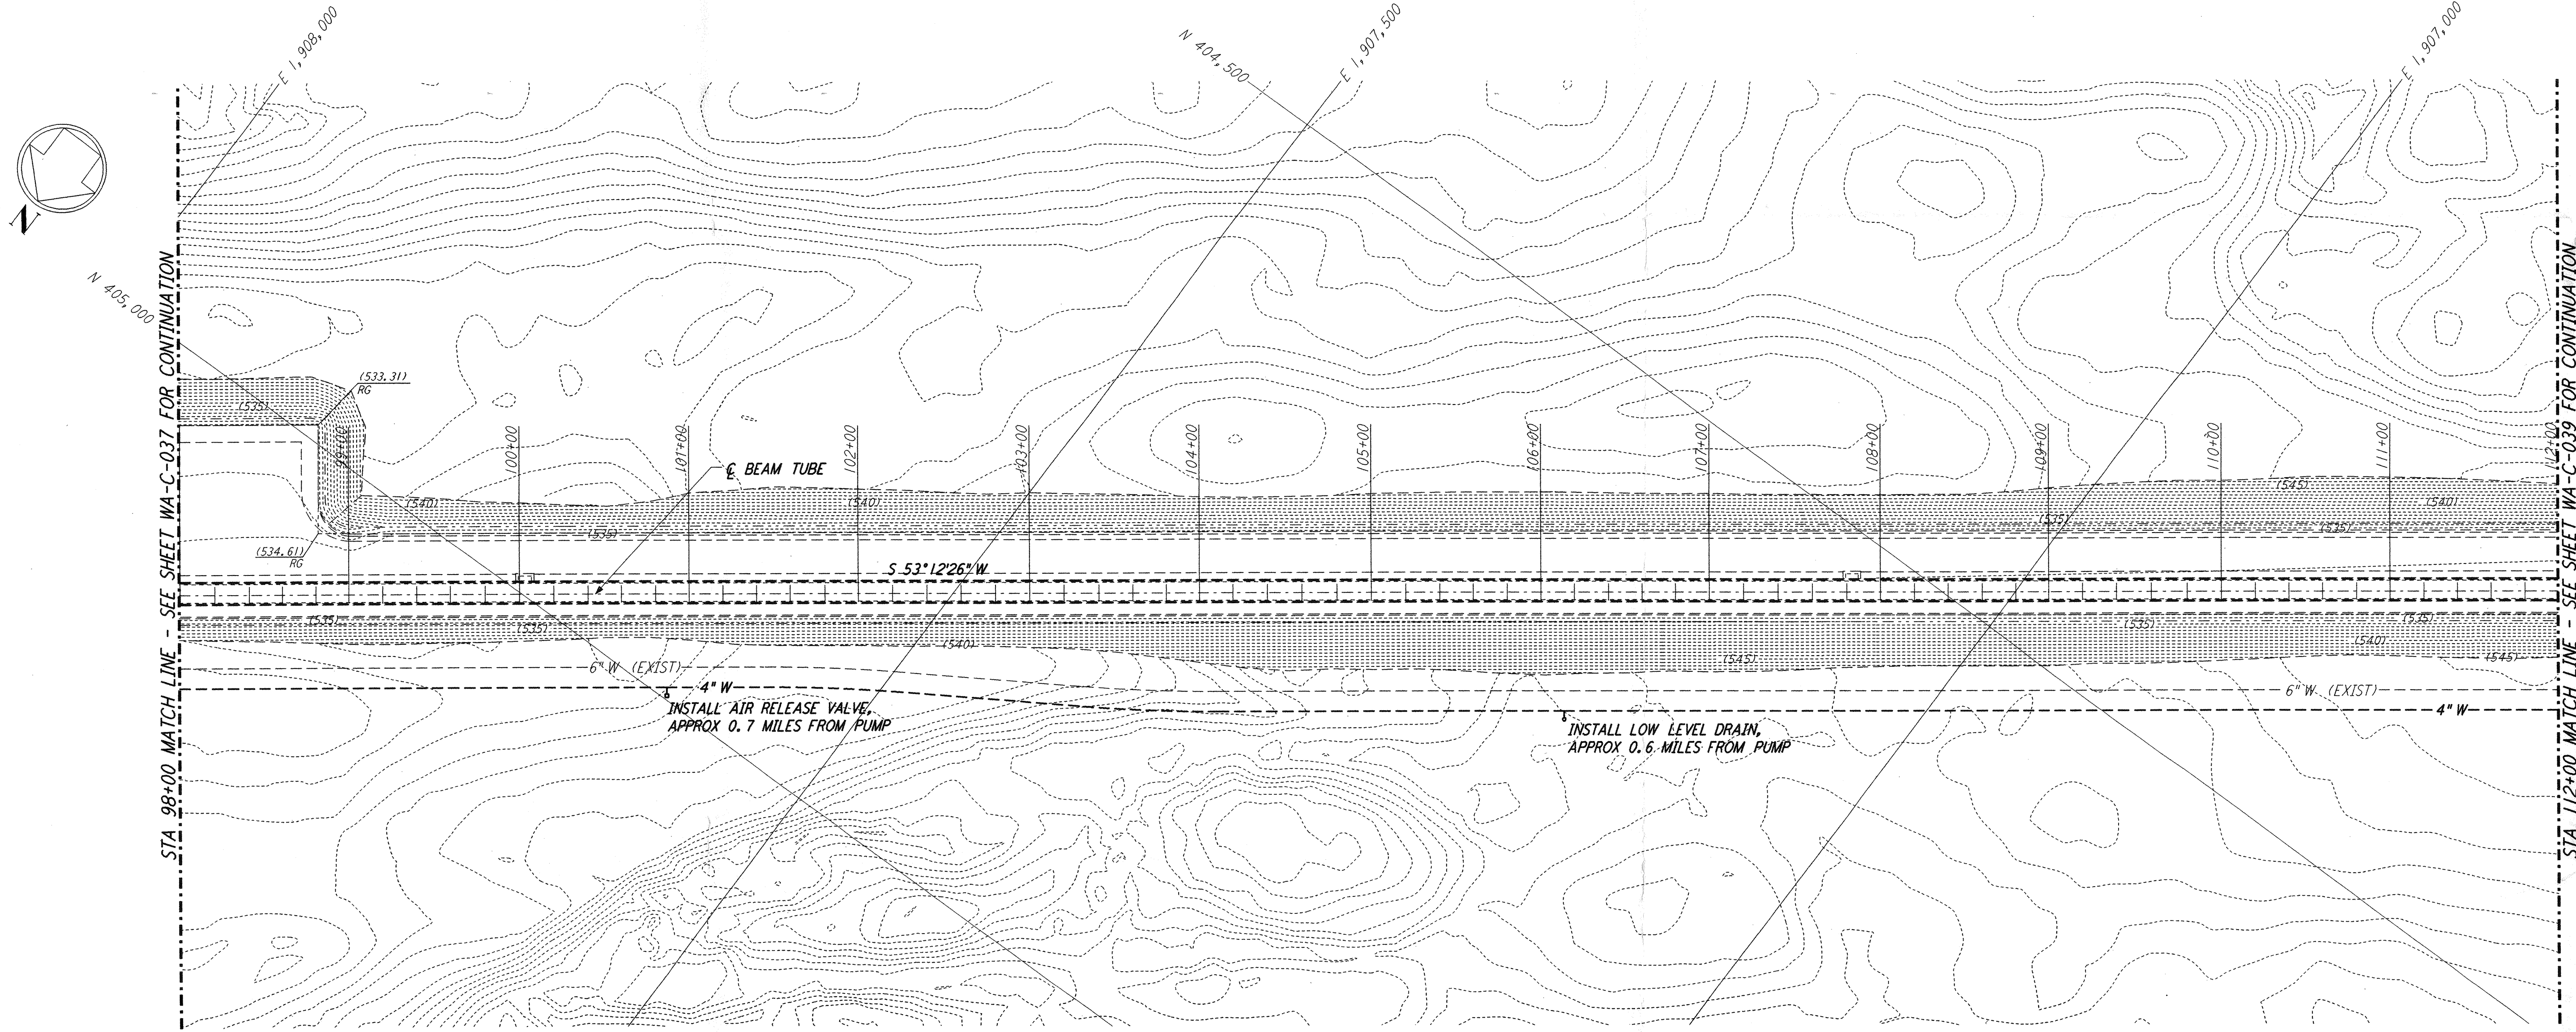 E 1,908,000
N 404,500
E 1,907,500
E 1,907,000
N
N 405,000
STA 98+00 MATCH LINE - SEE SHEET WA-C-037 FOR CONTINUATION
(533.31)
RG
(535)
99+00
100+00
101+00
102+00
103+00
104+00
105+00
106+00
107+00
108+00
109+00
110+00
111+00
112+00
℄ BEAM TUBE
(540)
(540)
(545)
(540)
(535)
(535)
(535)
(534.61)
RG
S 53°12'26" W
(535)
(535)
(535)
(535)
(540)
(540)
(545)
(545)
6" W (EXIST)
4" W
6" W (EXIST)
4" W
INSTALL AIR RELEASE VALVE,
APPROX 0.7 MILES FROM PUMP
INSTALL LOW LEVEL DRAIN,
APPROX 0.6 MILES FROM PUMP
STA 112+00 MATCH LINE - SEE SHEET WA-C-039 FOR CONTINUATION